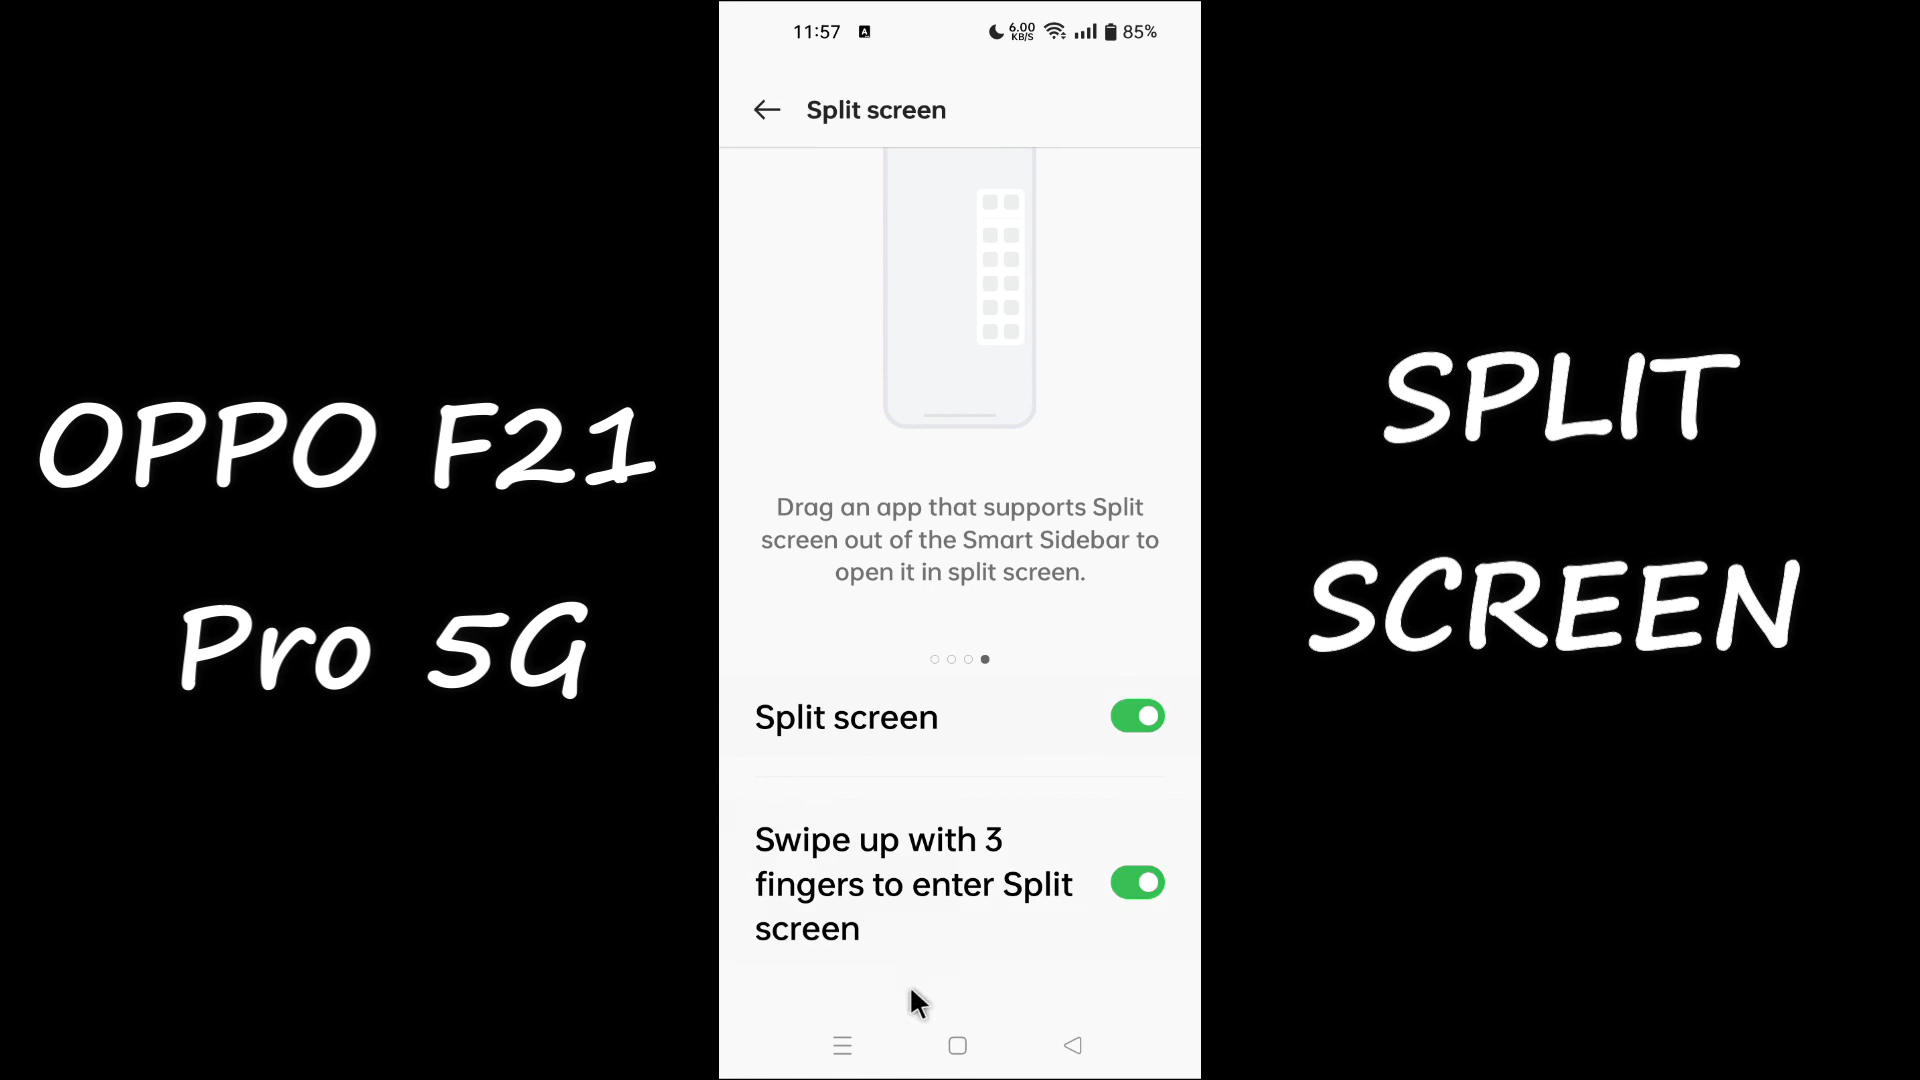 11:57 A 6.00 KB/S 85%
Split screen
Drag an app that supports Split
screen out of the Smart Sidebar to
open it in split screen.
Split screen
Swipe up with 3
fingers to enter Split
screen
OPPO F21
Pro 5G
SPLIT
SCREEN